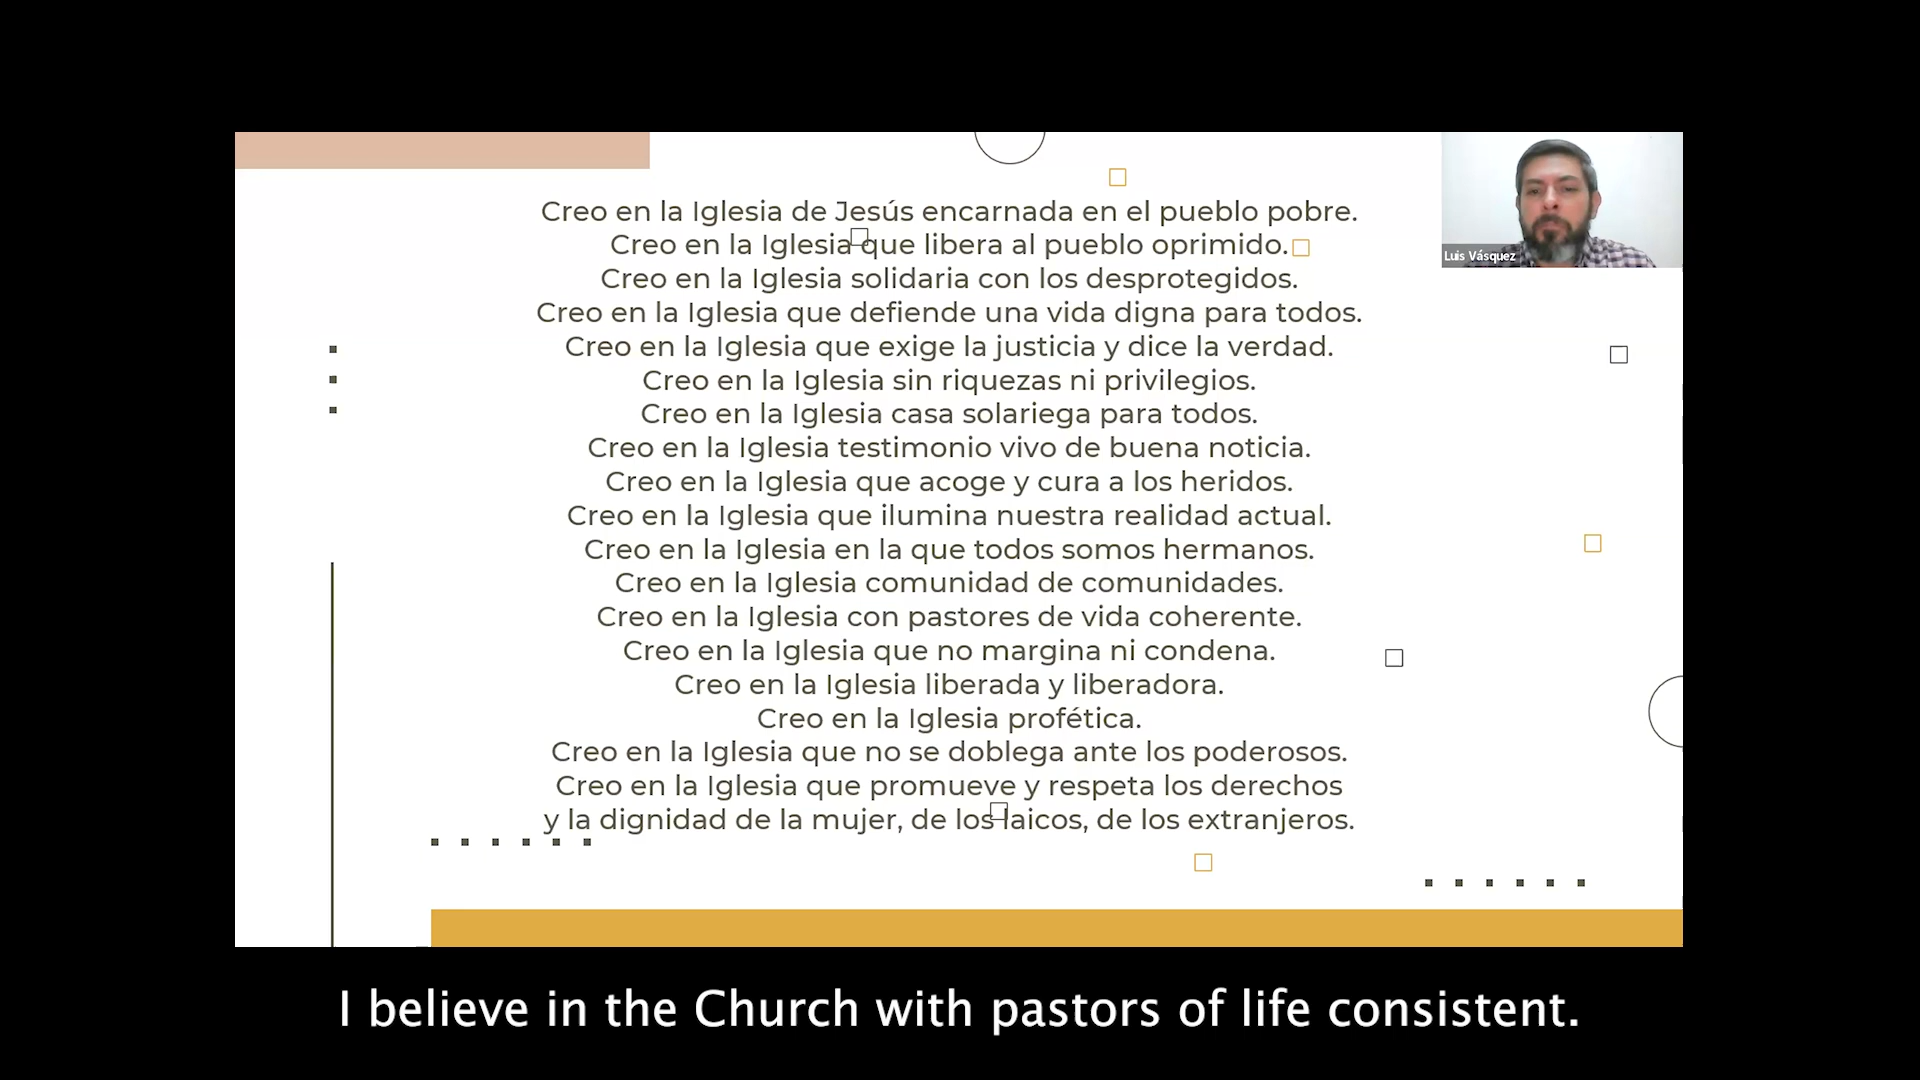 Creo en la Iglesia de Jesús encarnada en el pueblo pobre.
Creo en la Iglesia que libera al pueblo oprimido.
Creo en la Iglesia solidaria con los desprotegidos.
Creo en la Iglesia que defiende una vida digna para todos.
Creo en la Iglesia que exige la justicia y dice la verdad.
Creo en la Iglesia sin riquezas ni privilegios.
Creo en la Iglesia casa solariega para todos.
Creo en la Iglesia testimonio vivo de buena noticia.
Creo en la Iglesia que acoge y cura a los heridos.
Creo en la Iglesia que ilumina nuestra realidad actual.
Creo en la Iglesia en la que todos somos hermanos.
Creo en la Iglesia comunidad de comunidades.
Creo en la Iglesia con pastores de vida coherente.
Creo en la Iglesia que no margina ni condena.
Creo en la Iglesia liberada y liberadora.
Creo en la Iglesia profética.
Creo en la Iglesia que no se doblega ante los poderosos.
Creo en la Iglesia que promueve y respeta los derechos
y la dignidad de la mujer, de los laicos, de los extranjeros.
Luis Vásquez
I believe in the Church with pastors of life consistent.